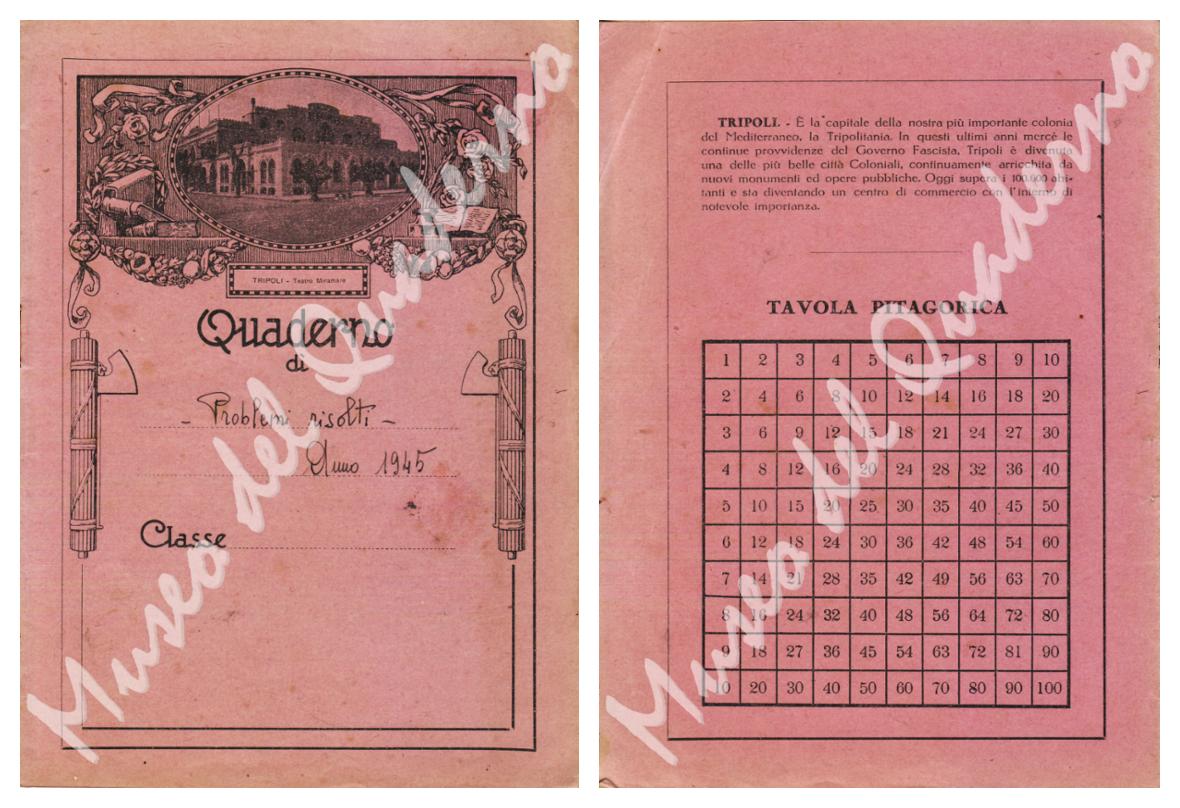 TRIPOLI - Teatro Miramare
Quaderno
di
- Problemi risolti -
Anno 1945
Classe
Museo del Quaderno
TRIPOLI. - È la capitale della nostra più importante colonia
del Mediterraneo, la Tripolitania. In questi ultimi anni mercè le
continue provvidenze del Governo Fascista, Tripoli è divenuta
una delle più belle città Coloniali, continuamente arricchita da
nuovi monumenti ed opere pubbliche. Oggi supera i 100.000 abi-
tanti e sta diventando un centro di commercio con l'interno di
notevole importanza.
TAVOLA PITAGORICA
1 2 3 4 5 6 7 8 9 10
2 4 6 8 10 12 14 16 18 20
3 6 9 12 15 18 21 24 27 30
4 8 12 16 20 24 28 32 36 40
5 10 15 20 25 30 35 40 45 50
6 12 18 24 30 36 42 48 54 60
7 14 21 28 35 42 49 56 63 70
8 16 24 32 40 48 56 64 72 80
9 18 27 36 45 54 63 72 81 90
10 20 30 40 50 60 70 80 90 100
Museo del Quaderno